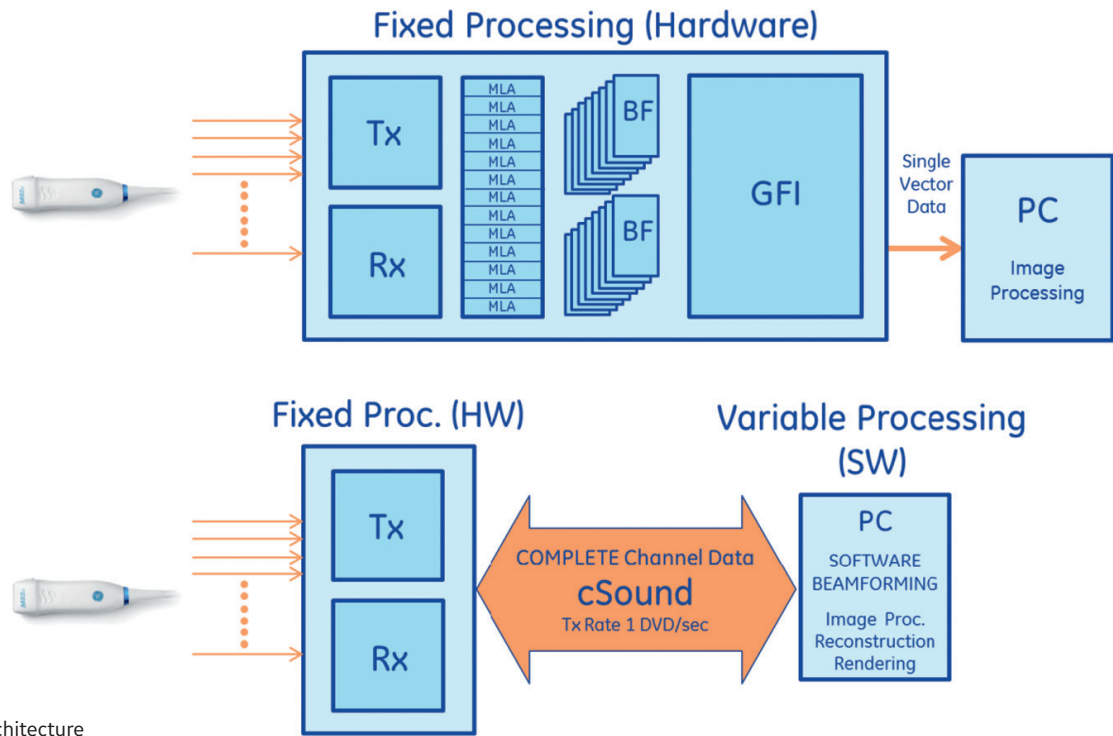 Fixed Processing (Hardware)
Tx
Rx
MLA
MLA
MLA
MLA
MLA
MLA
MLA
MLA
MLA
MLA
MLA
MLA
MLA
BF
BF
GFI
Single
Vector
Data
PC
Image
Processing
Fixed Proc. (HW)
Tx
Rx
COMPLETE Channel Data
cSound
Tx Rate 1 DVD/sec
Variable Processing
(SW)
PC
SOFTWARE
BEAMFORMING
Image Proc.
Reconstruction
Rendering
chitecture